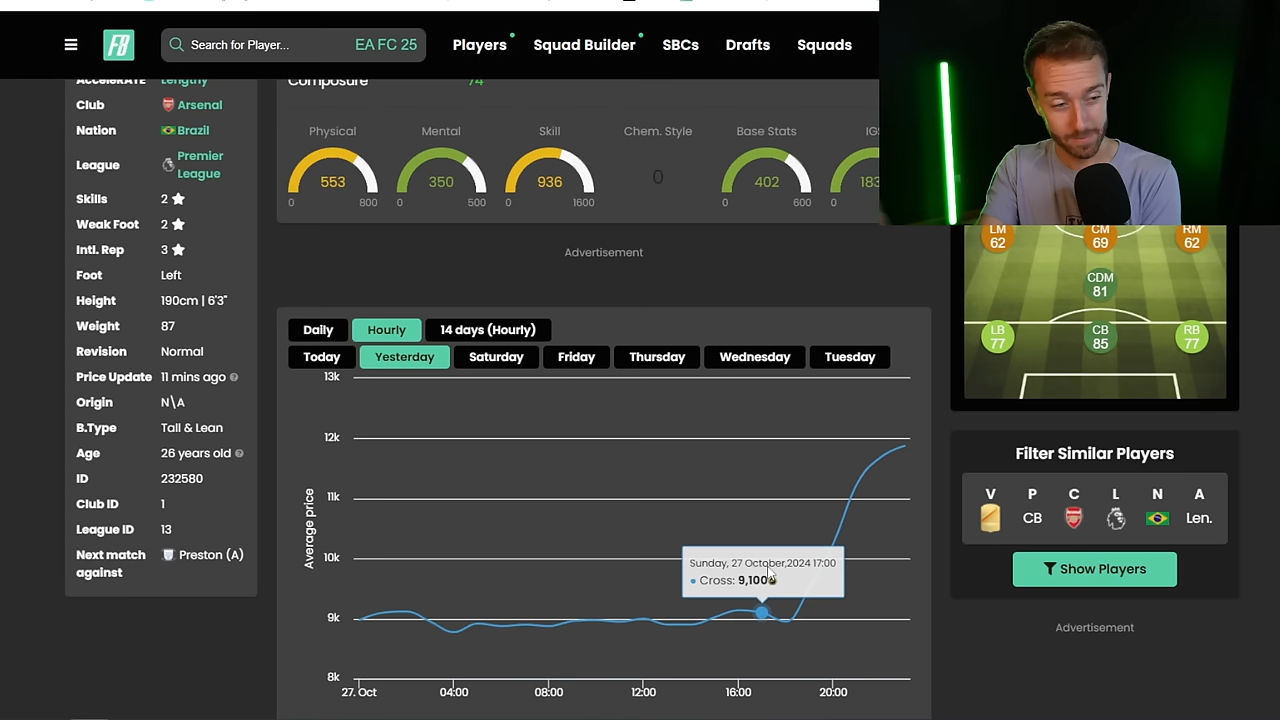 FB
Search for Player...
EA FC 25
Players
Squad Builder
SBCs
Drafts
Squads
AcceleRATE Lengthy
Club Arsenal
Nation Brazil
League Premier
League
Skills 2
Weak Foot 2
Intl. Rep 3
Foot Left
Height 190cm | 6'3"
Weight 87
Revision Normal
Price Update 11 mins ago
Origin N\A
B.Type Tall & Lean
Age 26 years old
ID 232580
Club ID 1
League ID 13
Next match Preston (A)
against
Composure 74
Physical Mental Skill Chem. Style Base Stats
553 350 936 0 402 183
0 800 0 500 0 1600 0 600 0
Advertisement
Daily Hourly 14 days (Hourly)
Today Yesterday Saturday Friday Thursday Wednesday Tuesday
13k
12k
11k
10k
9k
8k
Average price
Sunday, 27 October,2024 17:00
Cross: 9,100
27. Oct 04:00 08:00 12:00 16:00 20:00
LM CM RM
62 69 62
CDM
81
LB CB RB
77 85 77
Filter Similar Players
V P C L N A
CB Len.
Show Players
Advertisement